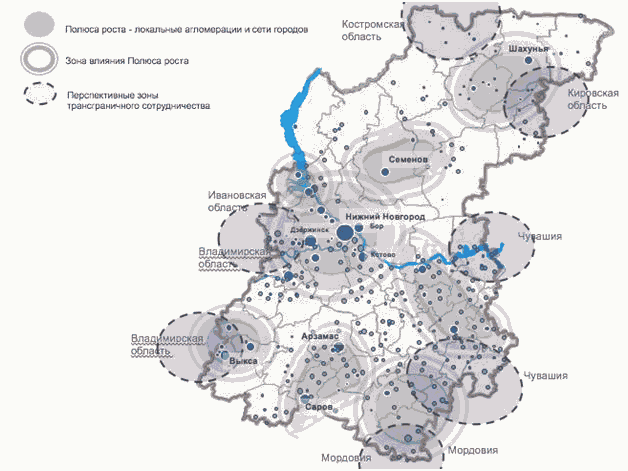 Полюса роста - локальные агломерации и сети городов
Зона влияния Полюса роста
Перспективные зоны
трансграничного сотрудничества
Костромская
область
Шахунья
Кировская
область
Семенов
Ивановская
область
Нижний Новгород
Дзержинск
Бор
Кстово
Чувашия
Владимирская
область
Владимирская
область
Арзамас
Выкса
Чувашия
Саров
Мордовия
Мордовия